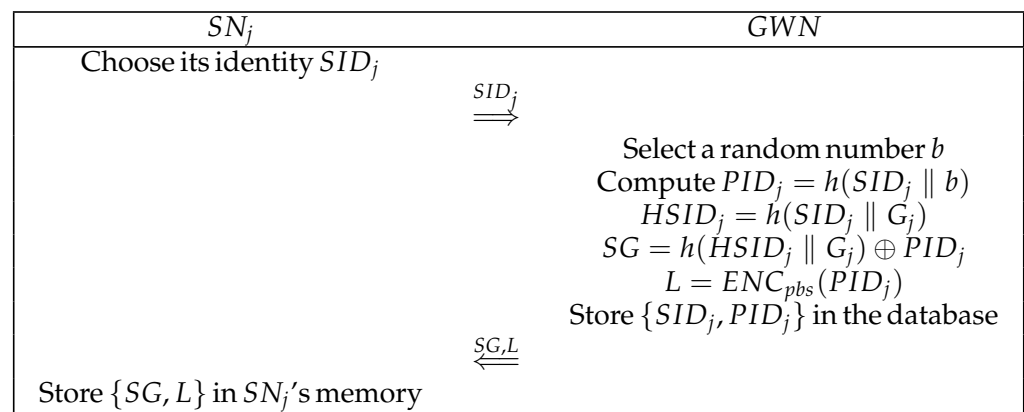 SN_j GWN
Choose its identity SID_j
SID_j
⟹
Select a random number b
Compute PID_j = h(SID_j ∥ b)
HSID_j = h(SID_j ∥ G_j)
SG = h(HSID_j ∥ G_j) ⊕ PID_j
L = ENC_pbs(PID_j)
Store {SID_j, PID_j} in the database
SG,L
⟸
Store {SG, L} in SN_j's memory